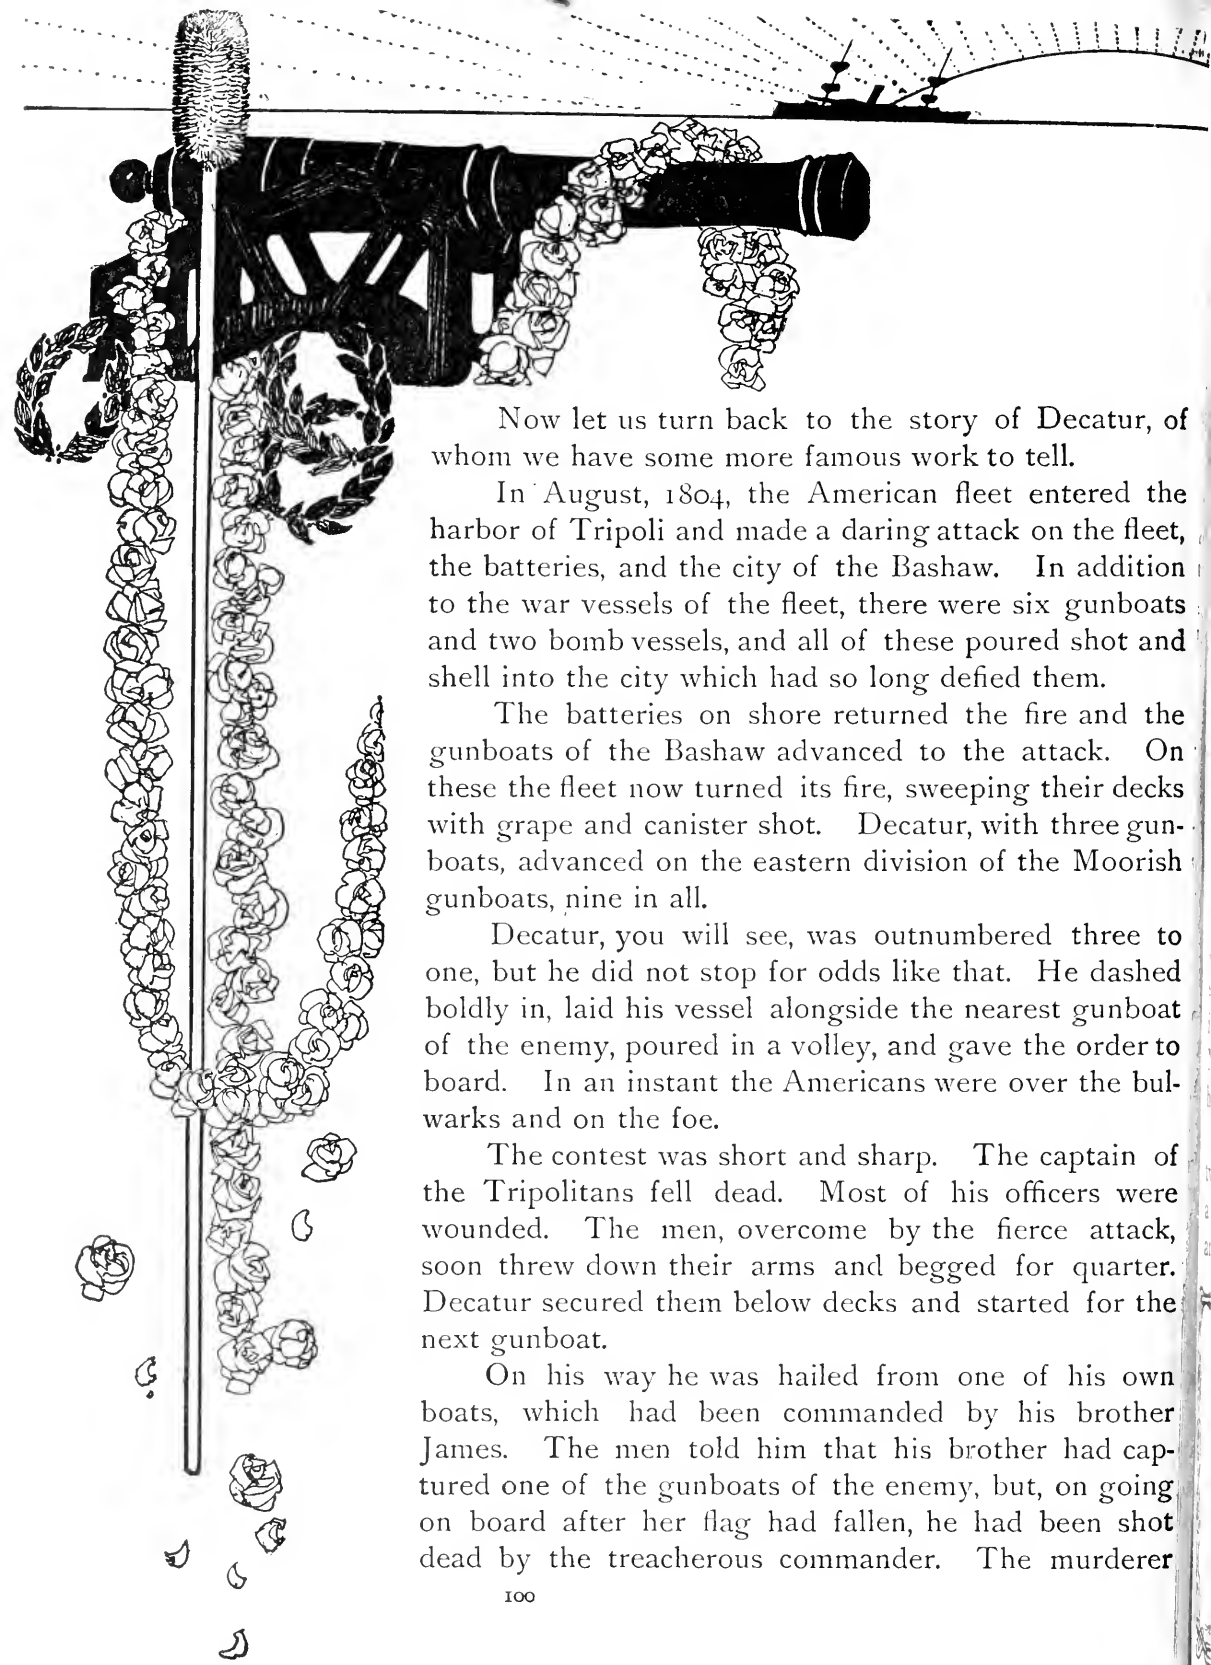 Now let us turn back to the story of Decatur, of
whom we have some more famous work to tell.
In August, 1804, the American fleet entered the
harbor of Tripoli and made a daring attack on the fleet,
the batteries, and the city of the Bashaw. In addition
to the war vessels of the fleet, there were six gunboats
and two bomb vessels, and all of these poured shot and
shell into the city which had so long defied them.
The batteries on shore returned the fire and the
gunboats of the Bashaw advanced to the attack. On
these the fleet now turned its fire, sweeping their decks
with grape and canister shot. Decatur, with three gun-
boats, advanced on the eastern division of the Moorish
gunboats, nine in all.
Decatur, you will see, was outnumbered three to
one, but he did not stop for odds like that. He dashed
boldly in, laid his vessel alongside the nearest gunboat
of the enemy, poured in a volley, and gave the order to
board. In an instant the Americans were over the bul-
warks and on the foe.
The contest was short and sharp. The captain of
the Tripolitans fell dead. Most of his officers were
wounded. The men, overcome by the fierce attack,
soon threw down their arms and begged for quarter.
Decatur secured them below decks and started for the
next gunboat.
On his way he was hailed from one of his own
boats, which had been commanded by his brother
James. The men told him that his brother had cap-
tured one of the gunboats of the enemy, but, on going
on board after her flag had fallen, he had been shot
dead by the treacherous commander. The murderer
100